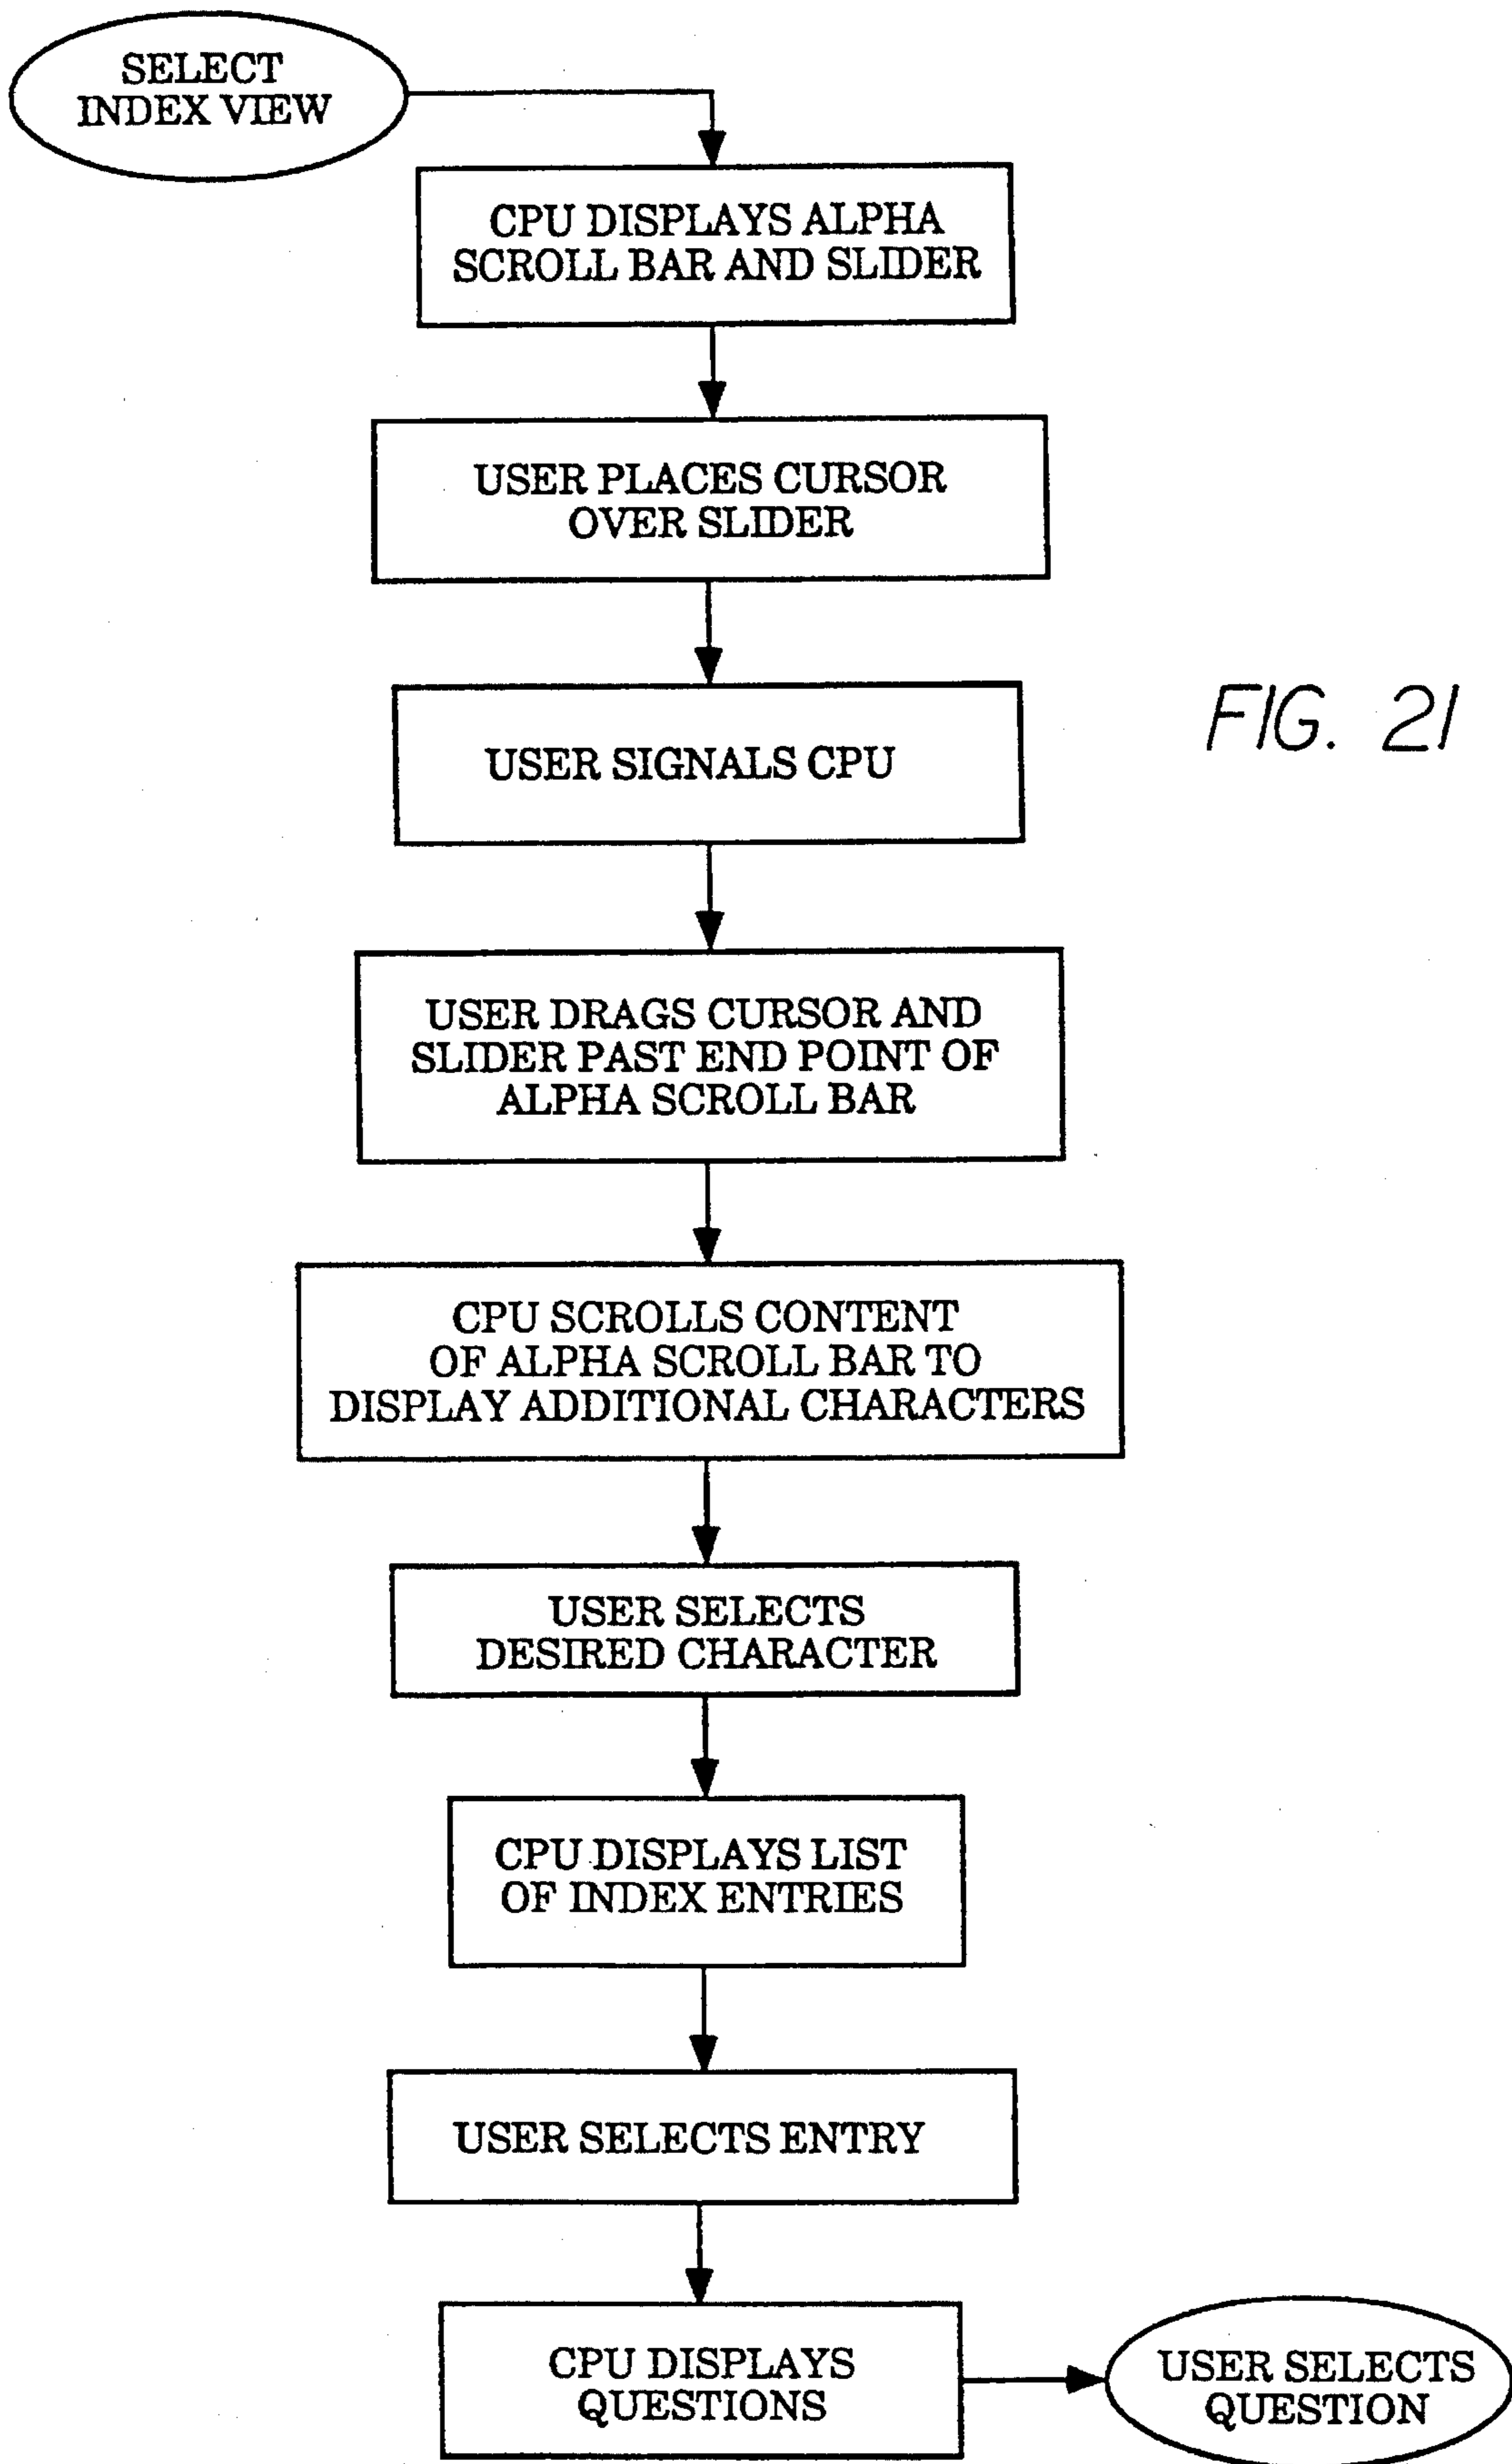 SELECT
INDEX VIEW
CPU DISPLAYS ALPHA
SCROLL BAR AND SLIDER
USER PLACES CURSOR
OVER SLIDER
USER SIGNALS CPU
FIG. 21
USER DRAGS CURSOR AND
SLIDER PAST END POINT OF
ALPHA SCROLL BAR
CPU SCROLLS CONTENT
OF ALPHA SCROLL BAR TO
DISPLAY ADDITIONAL CHARACTERS
USER SELECTS
DESIRED CHARACTER
CPU DISPLAYS LIST
OF INDEX ENTRIES
USER SELECTS ENTRY
CPU DISPLAYS
QUESTIONS
USER SELECTS
QUESTION